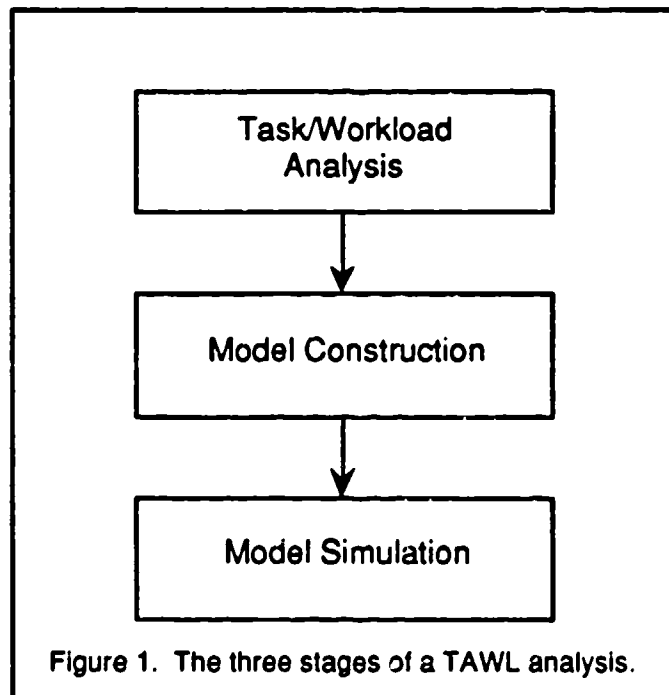 Task/Workload
Analysis
Model Construction
Model Simulation
Figure 1. The three stages of a TAWL analysis.